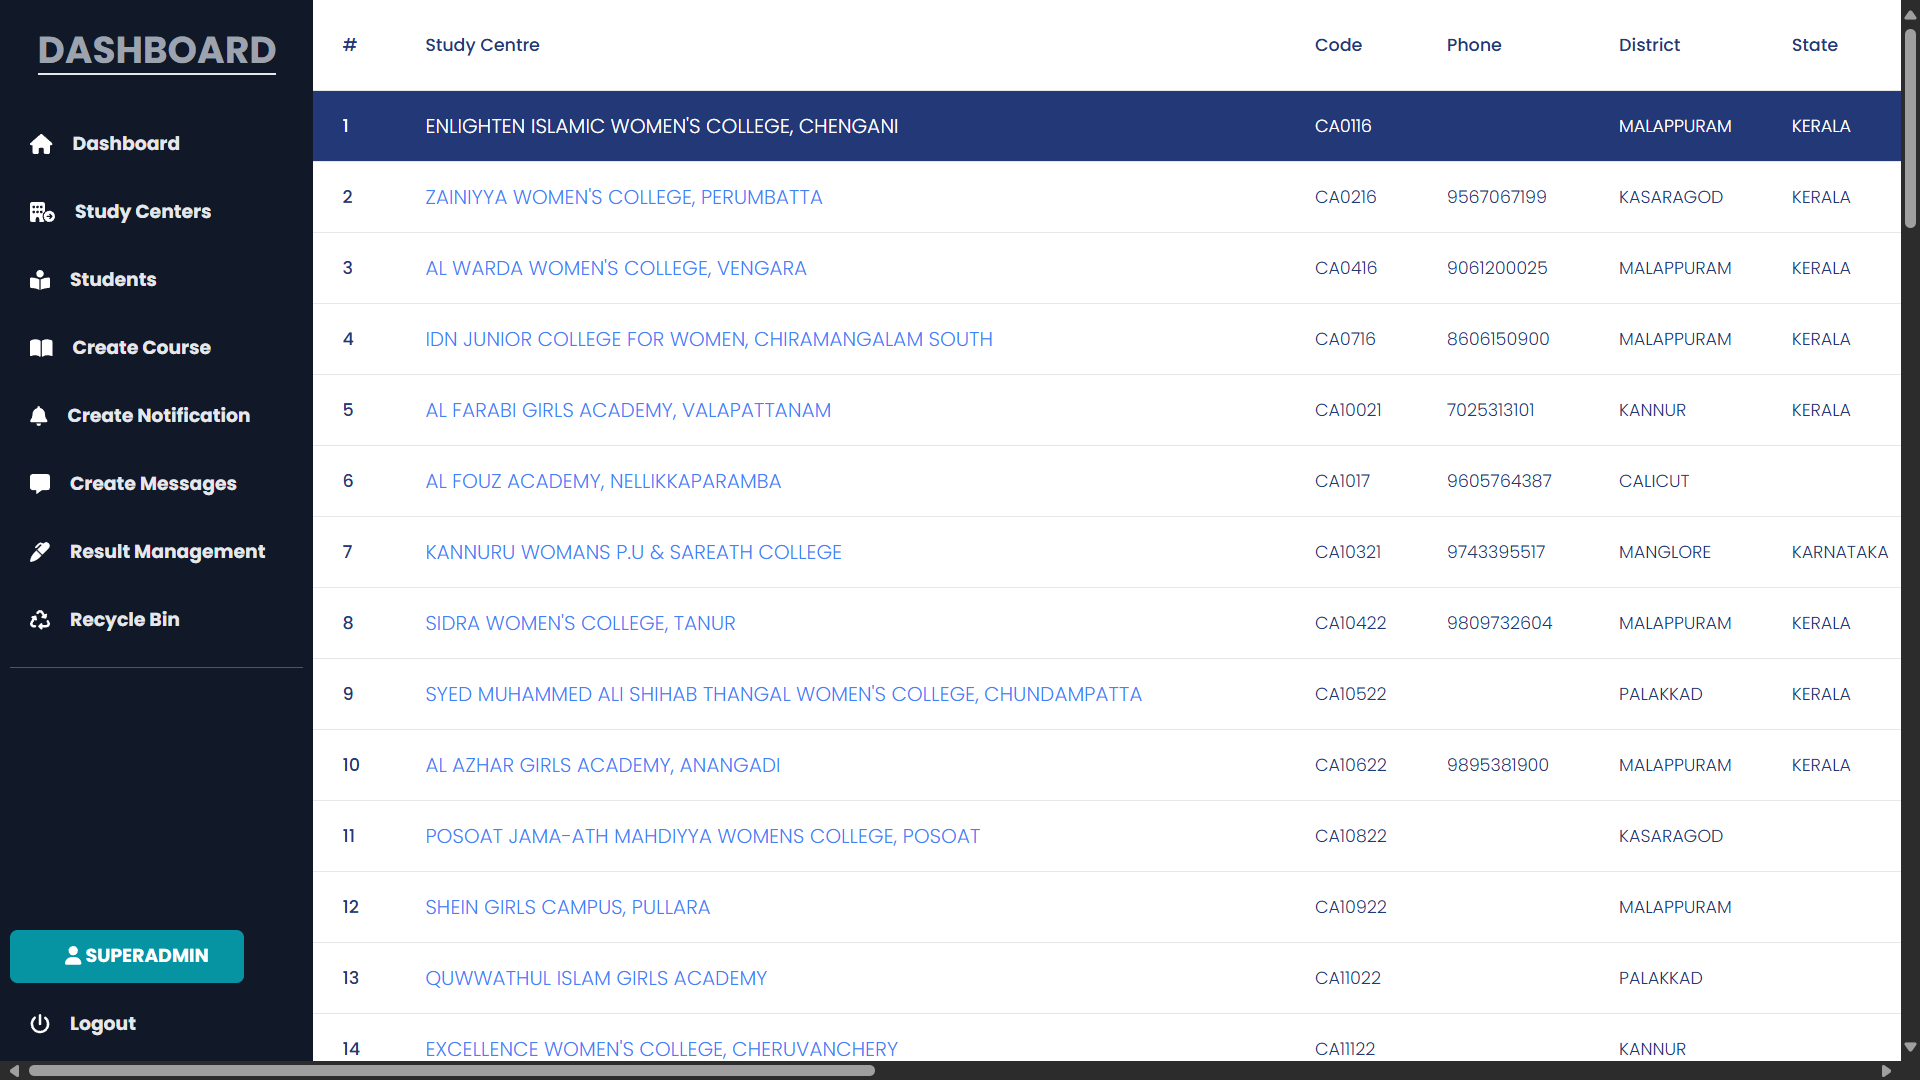 DASHBOARD
Dashboard
Study Centers
Students
Create Course
Create Notification
Create Messages
Result Management
Recycle Bin
SUPERADMIN
Logout
# Study Centre Code Phone District State
1 ENLIGHTEN ISLAMIC WOMEN'S COLLEGE, CHENGANI CA0116 MALAPPURAM KERALA
2 ZAINIYYA WOMEN'S COLLEGE, PERUMBATTA CA0216 9567067199 KASARAGOD KERALA
3 AL WARDA WOMEN'S COLLEGE, VENGARA CA0416 9061200025 MALAPPURAM KERALA
4 IDN JUNIOR COLLEGE FOR WOMEN, CHIRAMANGALAM SOUTH CA0716 8606150900 MALAPPURAM KERALA
5 AL FARABI GIRLS ACADEMY, VALAPATTANAM CA10021 7025313101 KANNUR KERALA
6 AL FOUZ ACADEMY, NELLIKKAPARAMBA CA1017 9605764387 CALICUT
7 KANNURU WOMANS P.U & SAREATH COLLEGE CA10321 9743395517 MANGLORE KARNATAKA
8 SIDRA WOMEN'S COLLEGE, TANUR CA10422 9809732604 MALAPPURAM KERALA
9 SYED MUHAMMED ALI SHIHAB THANGAL WOMEN'S COLLEGE, CHUNDAMPATTA CA10522 PALAKKAD KERALA
10 AL AZHAR GIRLS ACADEMY, ANANGADI CA10622 9895381900 MALAPPURAM KERALA
11 POSOAT JAMA-ATH MAHDIYYA WOMENS COLLEGE, POSOAT CA10822 KASARAGOD
12 SHEIN GIRLS CAMPUS, PULLARA CA10922 MALAPPURAM
13 QUWWATHUL ISLAM GIRLS ACADEMY CA11022 PALAKKAD
14 EXCELLENCE WOMEN'S COLLEGE, CHERUVANCHERY CA11122 KANNUR